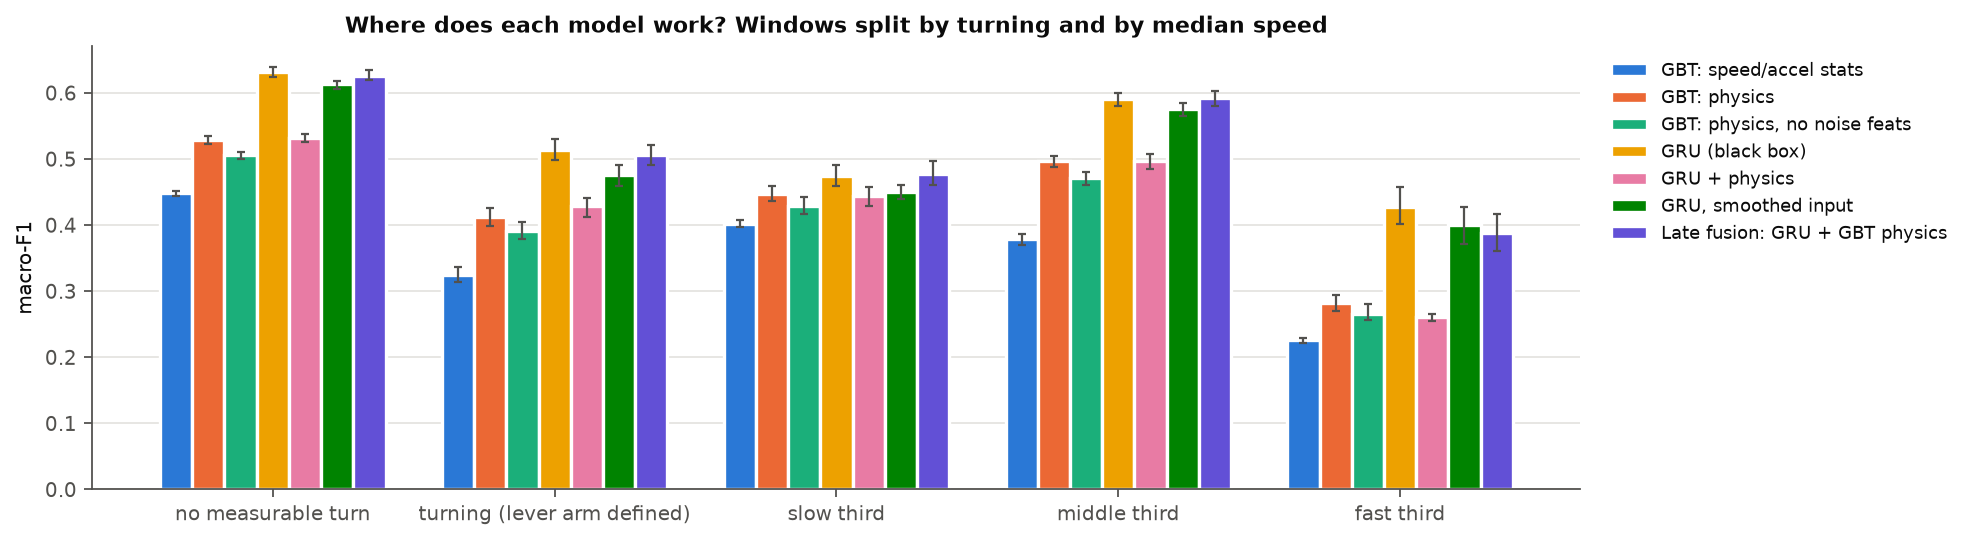 Where does each model work? Windows split by turning and by median speed
macro-F1
0.6
0.5
0.4
0.3
0.2
0.1
0.0
no measurable turn
turning (lever arm defined)
slow third
middle third
fast third
GBT: speed/accel stats
GBT: physics
GBT: physics, no noise feats
GRU (black box)
GRU + physics
GRU, smoothed input
Late fusion: GRU + GBT physics